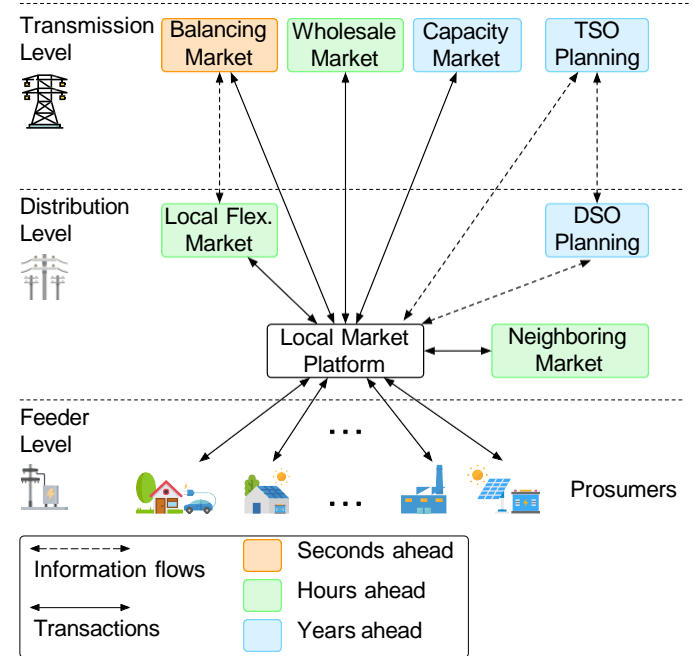 Transmission
Level
Balancing
Market
Wholesale
Market
Capacity
Market
TSO
Planning
Distribution
Level
Local Flex.
Market
DSO
Planning
Local Market
Platform
Neighboring
Market
Feeder
Level
...
...
Prosumers
Information flows
Transactions
Seconds ahead
Hours ahead
Years ahead